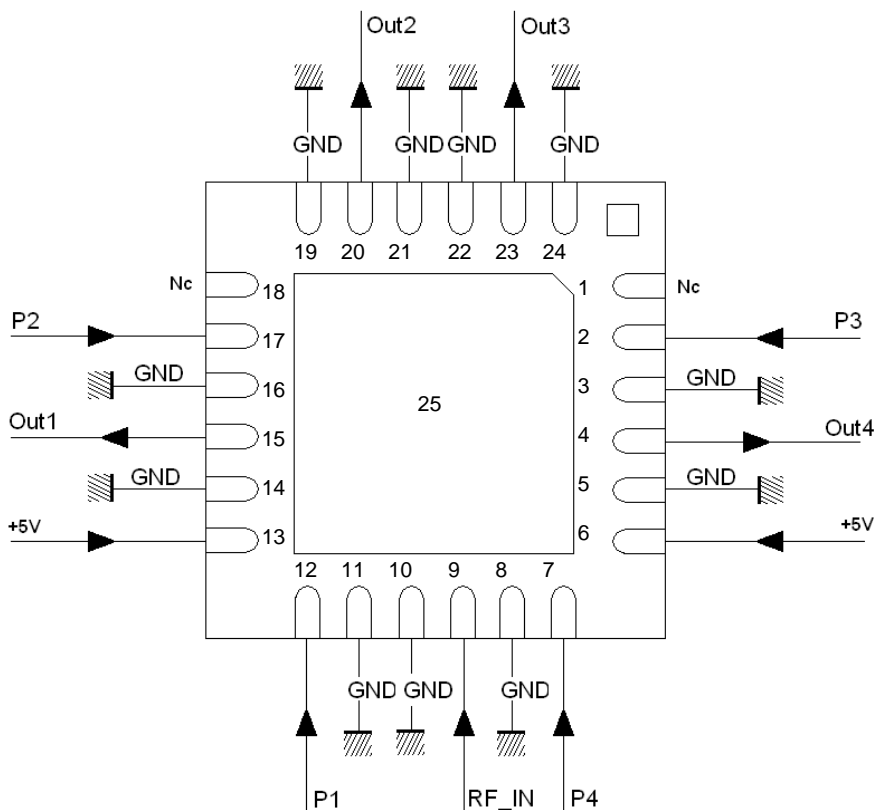 Out2 Out3
GND GND GND GND
19 20 21 22 23 24
Nc 18 1 Nc
P2 17 2 P3
GND 16 3 GND
25
Out1 15 4 Out4
GND 14 5 GND
+5V 13 6 +5V
12 11 10 9 8 7
GND GND GND
P1 RF_IN P4